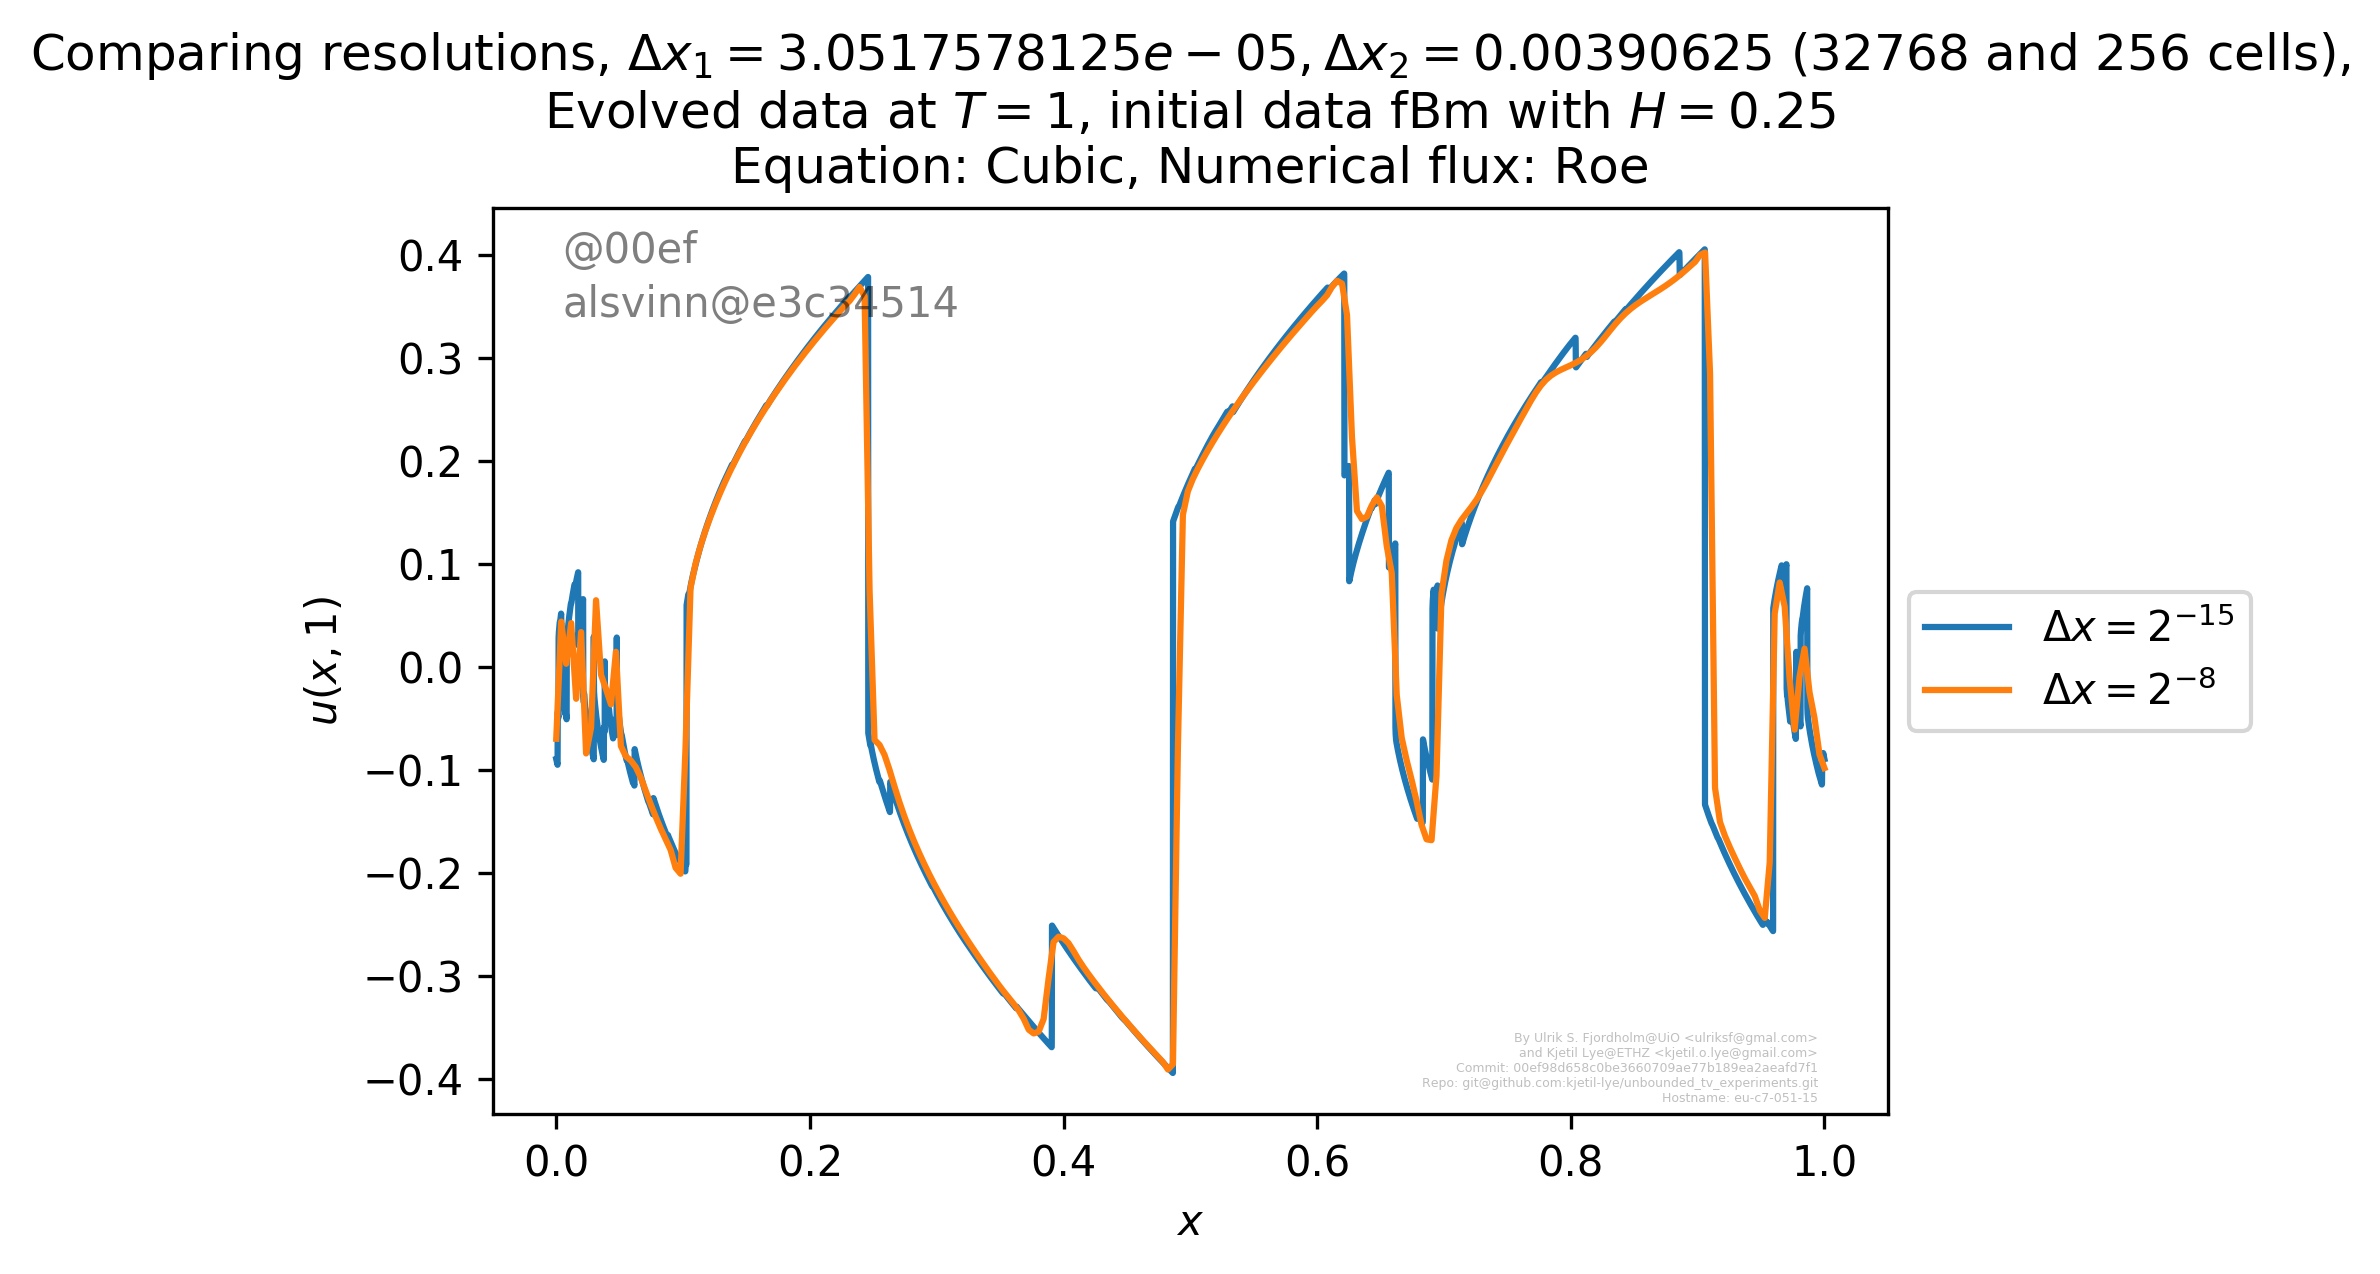 Comparing resolutions, Δx₁ = 3.0517578125e − 05, Δx₂ = 0.00390625 (32768 and 256 cells),
Evolved data at T = 1, initial data fBm with H = 0.25
Equation: Cubic, Numerical flux: Roe
@00ef
alsvinn@e3c34514
0.4
0.3
0.2
0.1
0.0
−0.1
−0.2
−0.3
−0.4
u(x, 1)
Δx = 2⁻¹⁵
Δx = 2⁻⁸
By Ulrik S. Fjordholm@UiO <ulriksf@gmal.com>
and Kjetil Lye@ETHZ <kjetil.o.lye@gmail.com>
Commit: 00ef98d658c0be3660709ae77b189ea2aeafd7f1
Repo: git@github.com:kjetil-lye/unbounded_tv_experiments.git
Hostname: eu-c7-051-15
0.0 0.2 0.4 0.6 0.8 1.0
x